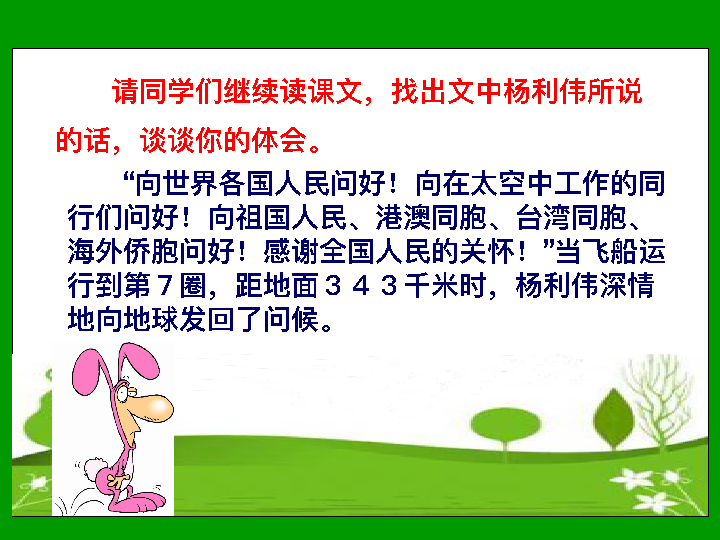 请同学们继续读课文，找出文中杨利伟所说
的话，谈谈你的体会。
“向世界各国人民问好！向在太空中工作的同
行们问好！向祖国人民、港澳同胞、台湾同胞、
海外侨胞问好！感谢全国人民的关怀！”当飞船运
行到第７圈，距地面３４３千米时，杨利伟深情
地向地球发回了问候。